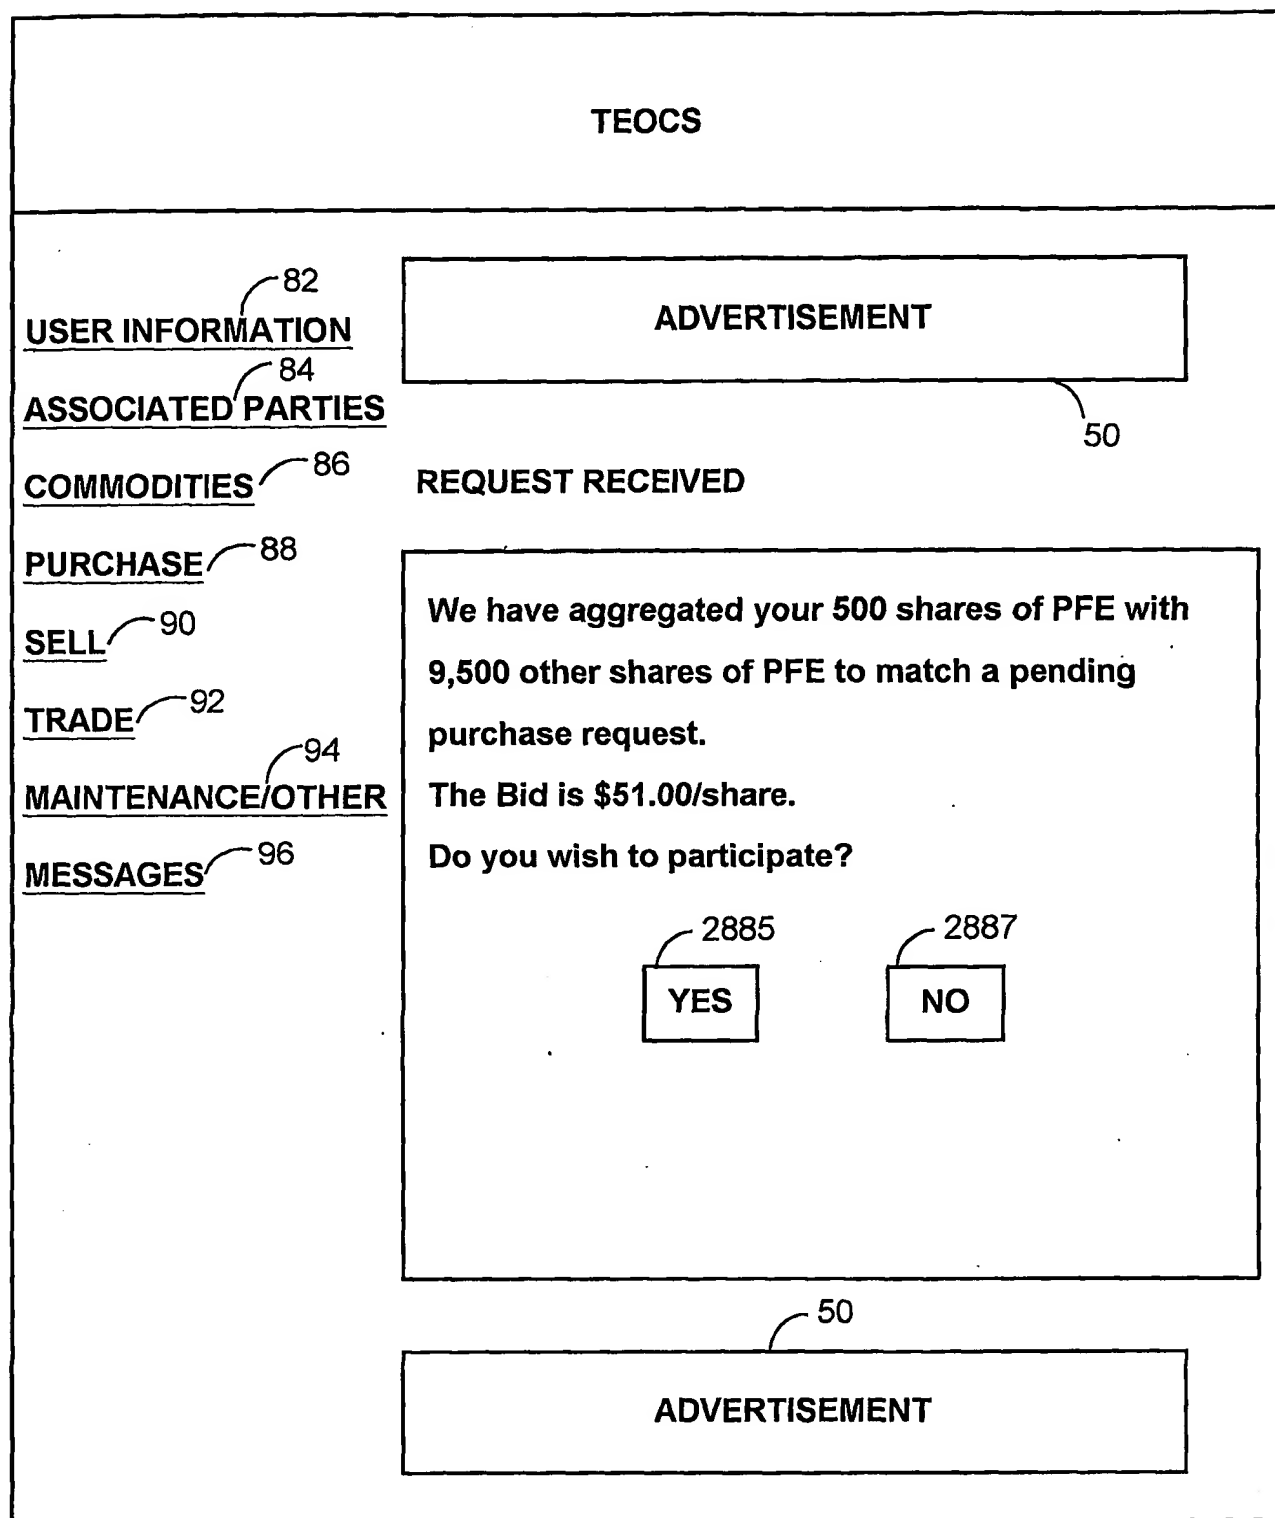 TEOCS
82
USER INFORMATION
84
ASSOCIATED PARTIES
86
COMMODITIES
88
PURCHASE
90
SELL
92
TRADE
94
MAINTENANCE/OTHER
96
MESSAGES
ADVERTISEMENT
50
REQUEST RECEIVED
We have aggregated your 500 shares of PFE with
9,500 other shares of PFE to match a pending
purchase request.
The Bid is $51.00/share.
Do you wish to participate?
2885 2887
YES NO
50
ADVERTISEMENT